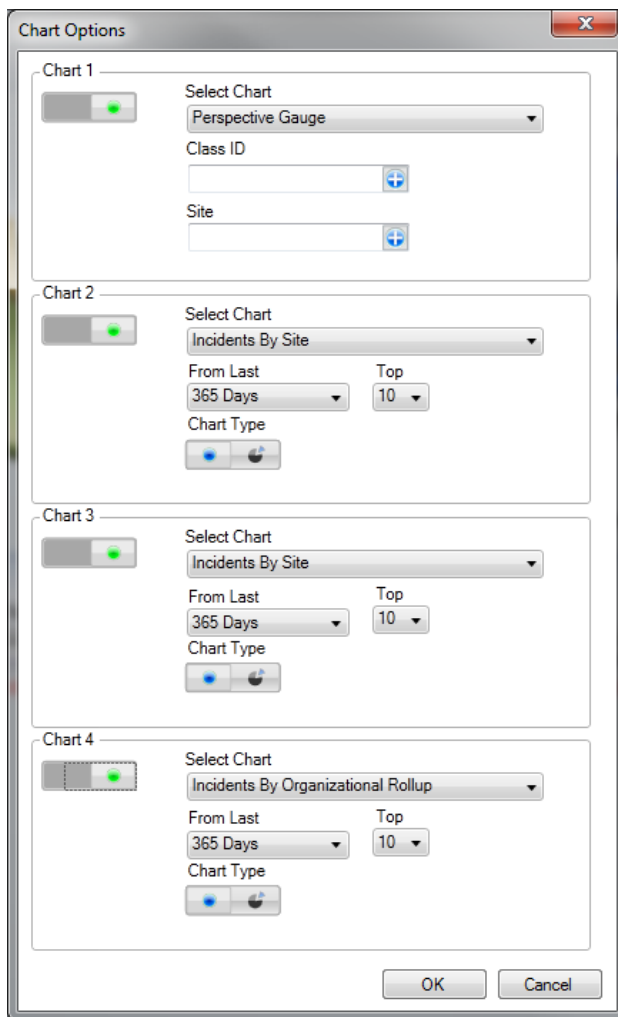 Chart Options
Chart 1
Select Chart
Perspective Gauge
Class ID
Site
Chart 2
Select Chart
Incidents By Site
From Last Top
365 Days 10
Chart Type
Chart 3
Select Chart
Incidents By Site
From Last Top
365 Days 10
Chart Type
Chart 4
Select Chart
Incidents By Organizational Rollup
From Last Top
365 Days 10
Chart Type
OK Cancel